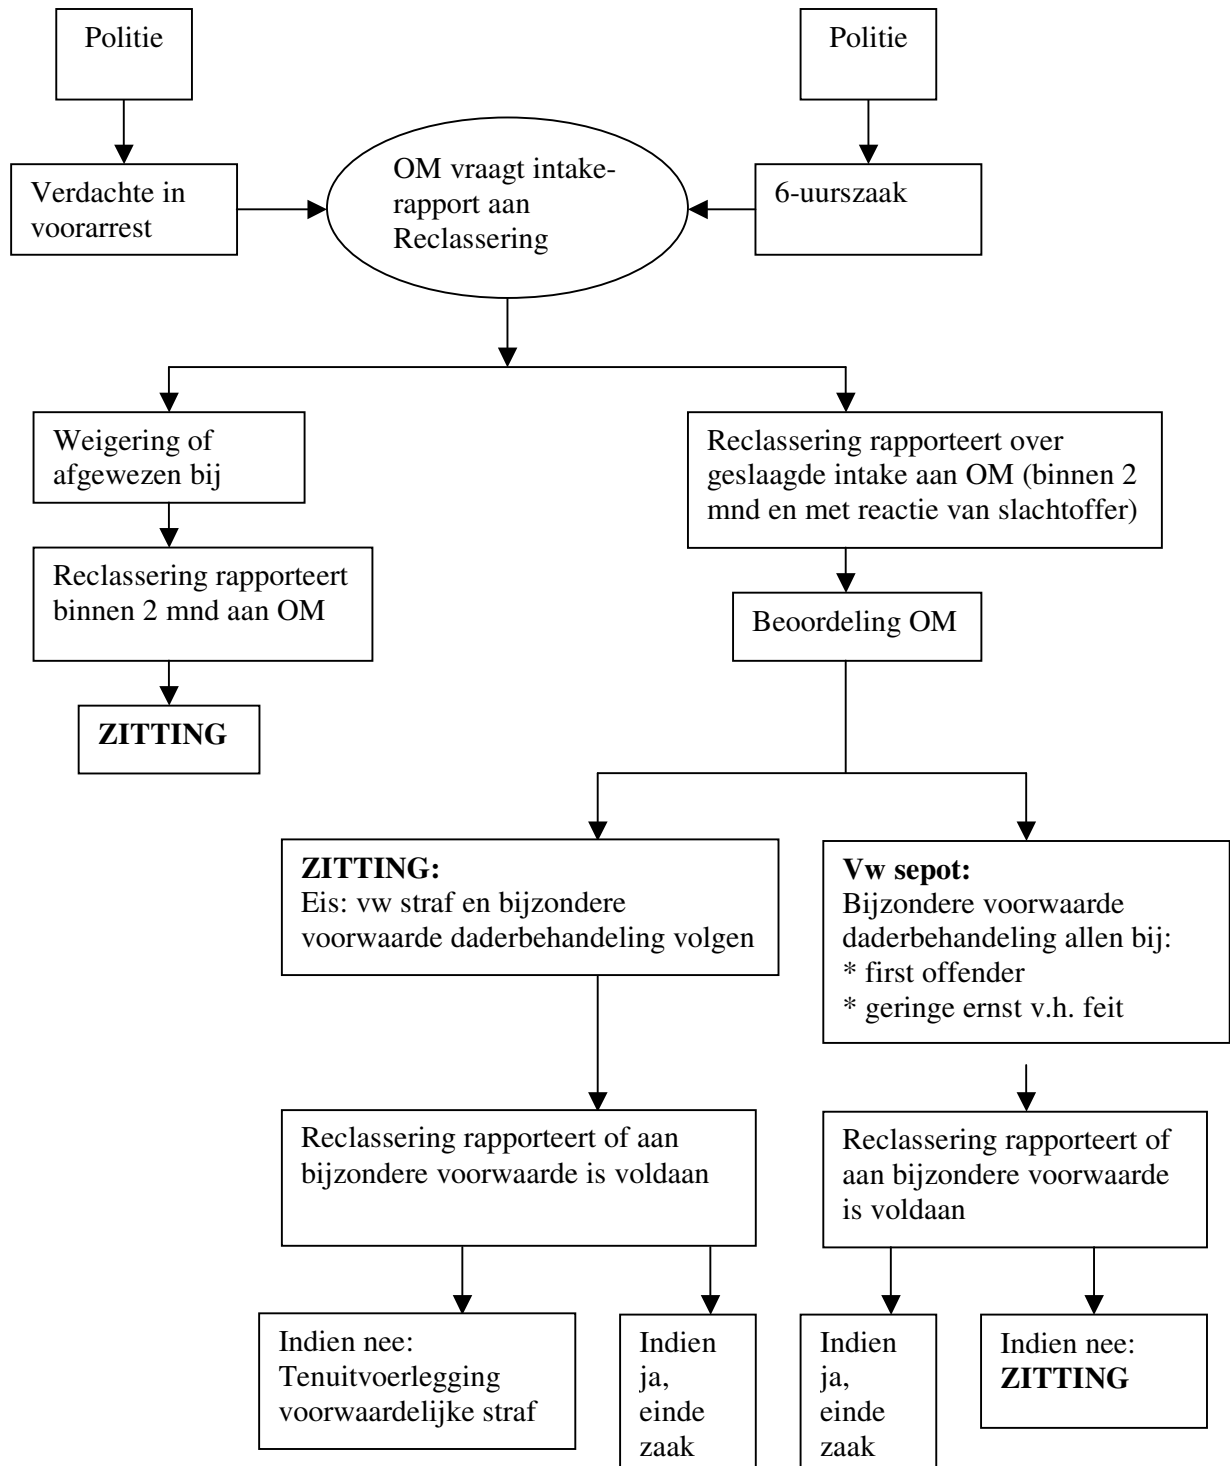 Politie
Politie
Verdachte in
voorarrest
OM vraagt intake-
rapport aan
Reclassering
6-uurszaak
Weigering of
afgewezen bij
Reclassering rapporteert over
geslaagde intake aan OM (binnen 2
mnd en met reactie van slachtoffer)
Reclassering rapporteert
binnen 2 mnd aan OM
Beoordeling OM
ZITTING
ZITTING:
Eis: vw straf en bijzondere
voorwaarde daderbehandeling volgen
Vw sepot:
Bijzondere voorwaarde
daderbehandeling allen bij:
* first offender
* geringe ernst v.h. feit
Reclassering rapporteert of aan
bijzondere voorwaarde is voldaan
Reclassering rapporteert of
aan bijzondere voorwaarde
is voldaan
Indien nee:
Tenuitvoerlegging
voorwaardelijke straf
Indien
ja,
einde
zaak
Indien
ja,
einde
zaak
Indien nee:
ZITTING